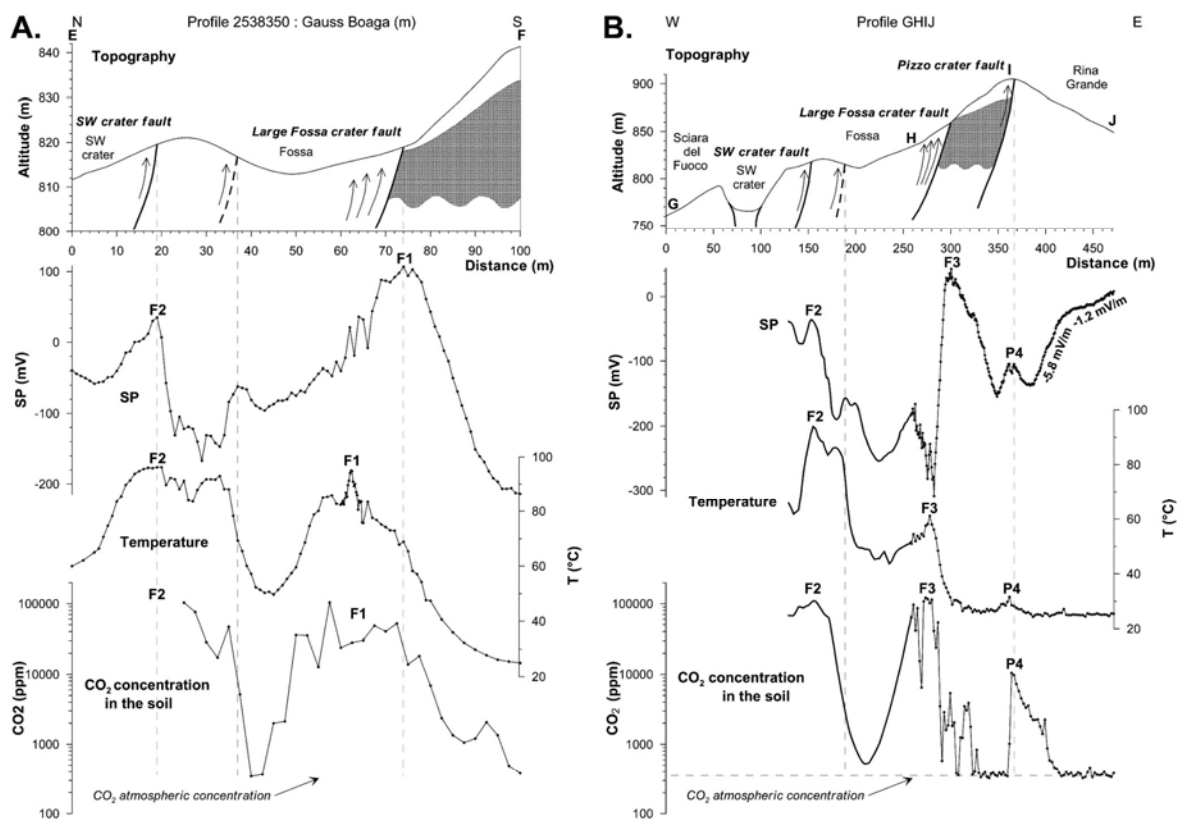 A.
N
E
Profile 2538350 : Gauss Boaga (m)
S
F
Topography
840
830
820
810
800
Altitude (m)
SW crater fault
SW
crater
Large Fossa crater fault
Fossa
0 10 20 30 40 50 60 70 80 90 100
Distance (m)
100
0
-100
-200
SP (mV)
F2
F1
SP
F2
F1
Temperature
100
80
60
40
20
T (°C)
100000
10000
1000
100
CO2 (ppm)
F2
F1
CO2 concentration
in the soil
CO2 atmospheric concentration
B.
W
Profile GHIJ
E
Topography
900
850
800
750
Altitude (m)
Pizzo crater fault
I
Rina
Grande
J
Large Fossa crater fault
Fossa
H
Sciara
del
Fuoco
SW crater fault
SW
crater
G
0 50 100 150 200 250 300 350 400 450
Distance (m)
0
-100
-200
-300
SP (mV)
F2
SP
F3
P4
-5.8 mV/m
-1.2 mV/m
F2
Temperature
F3
P4
100
80
60
40
20
T (°C)
100000
10000
1000
100
CO2 (ppm)
F2
F3
P4
CO2 concentration
in the soil
CO2 atmospheric concentration